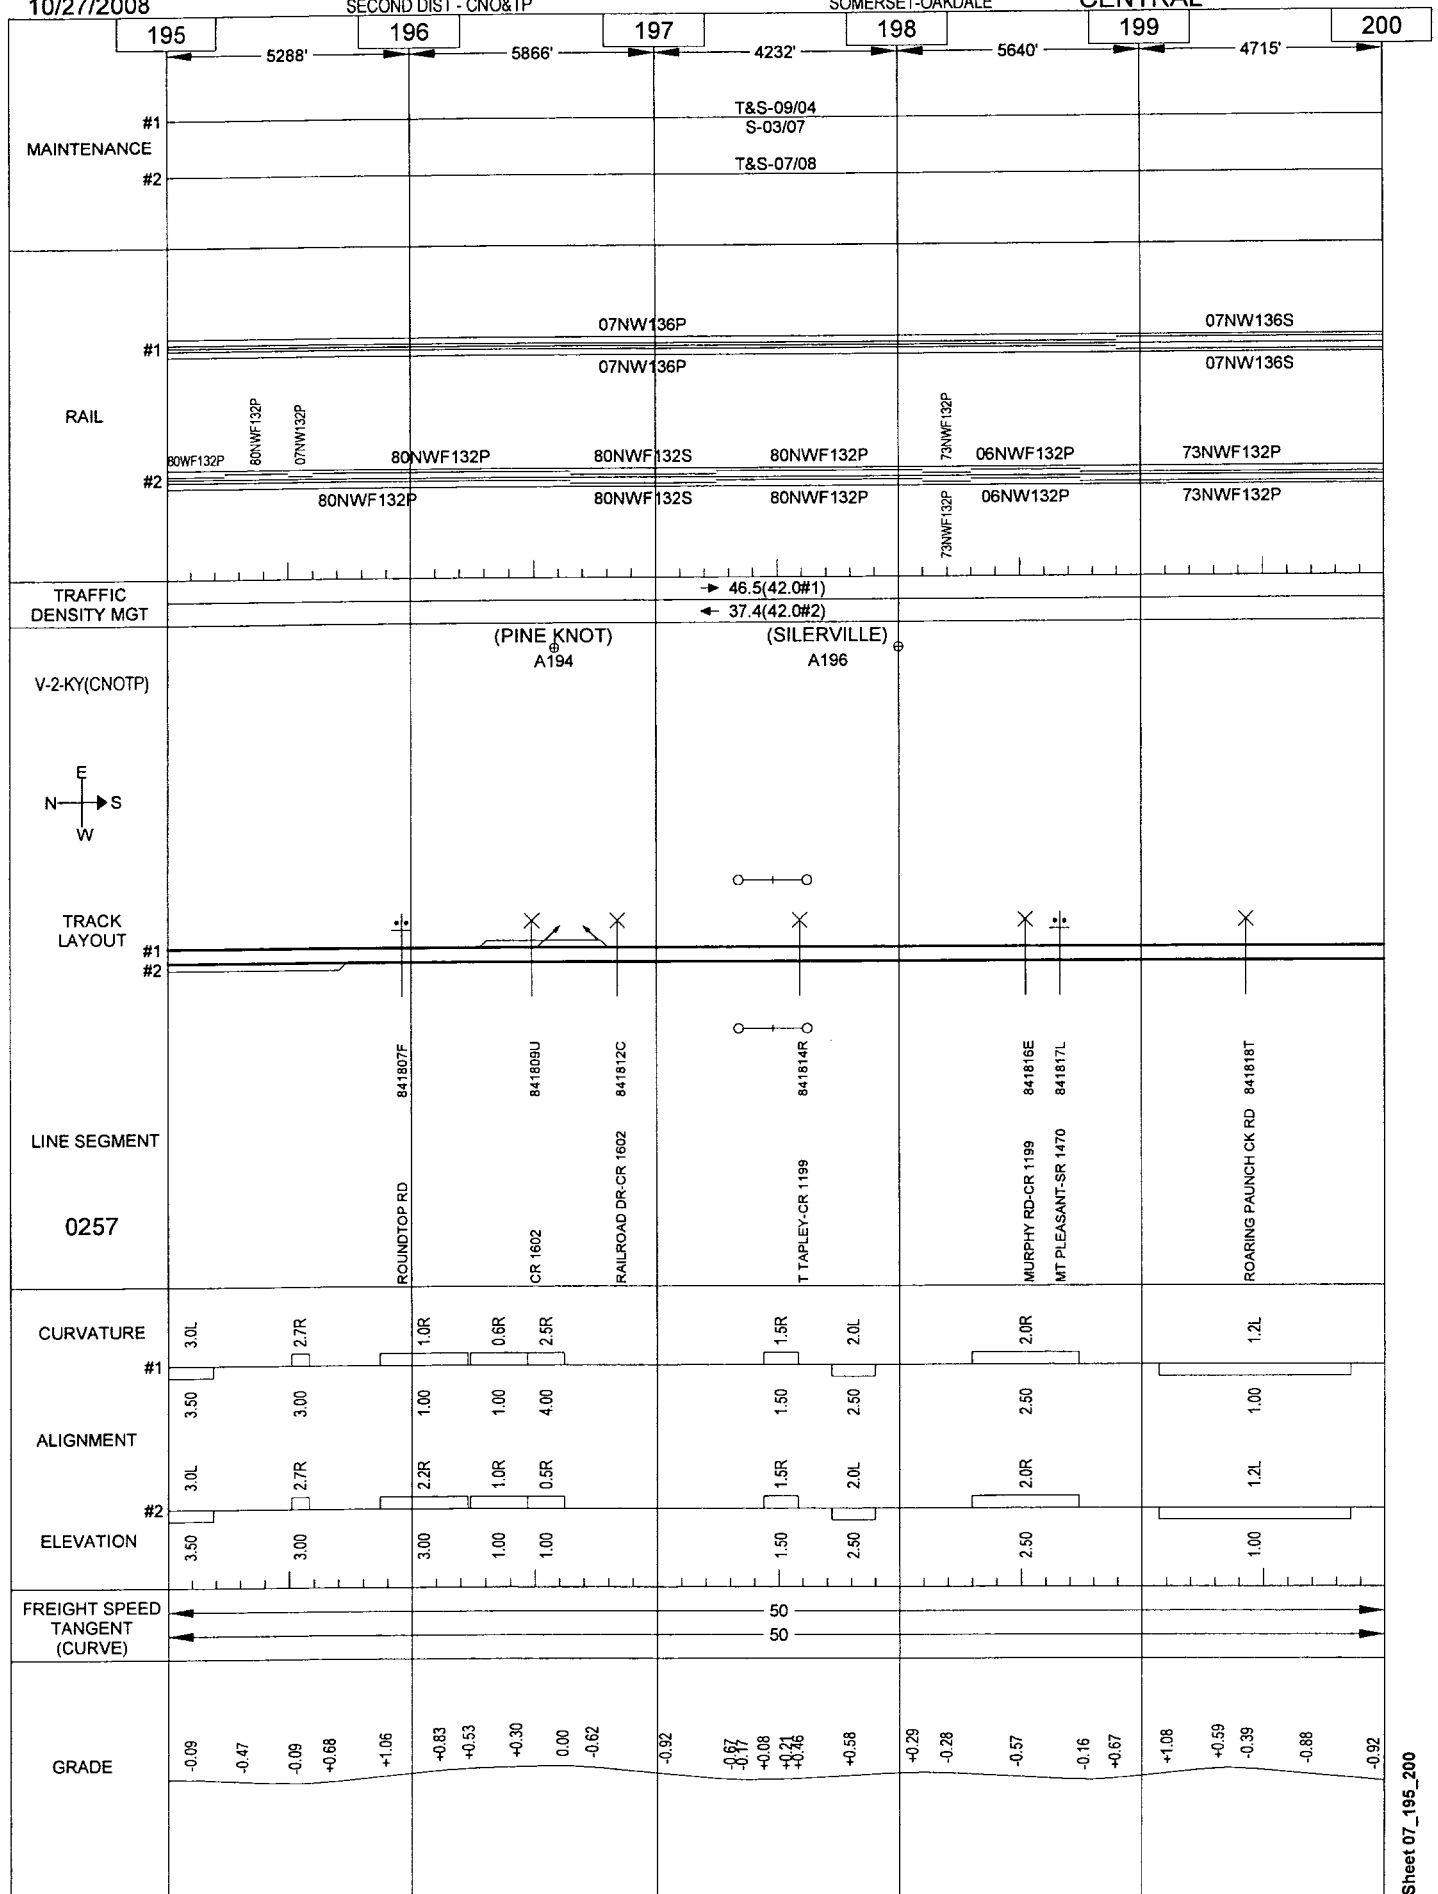 10/27/2008 SECOND DIST - CNO&TP SOMERSET-OAKDALE CENTRAL
195 196 197 198 199 200
5288' 5866' 4232' 5640' 4715'
MAINTENANCE
#1
T&S-09/04
S-03/07
#2
T&S-07/08
RAIL
#1
07NW136P 07NW136S
07NW136P 07NW136S
#2
80WF132P 80NWF132P 07NW132P 80NWF132P 80NWF132S 80NWF132P 73NWF132P 06NWF132P 73NWF132P
80NWF132P 80NWF132S 80NWF132P 73NWF132P 06NW132P 73NWF132P
TRAFFIC
DENSITY MGT
→ 46.5(42.0#1)
← 37.4(42.0#2)
V-2-KY(CNOTP)
(PINE KNOT) (SILERVILLE)
A194 A196
E
N S
W
TRACK
LAYOUT
#1
#2
LINE SEGMENT
0257
ROUNDTOP RD 841807F
CR 1602 841809U
RAILROAD DR-CR 1602 841812C
T TAPLEY-CR 1199 841814R
MURPHY RD-CR 1199 841816E
MT PLEASANT-SR 1470 841817L
ROARING PAUNCH CK RD 841818T
CURVATURE
3.0L 2.7R 1.0R 0.6R 2.5R 1.5R 2.0L 2.0R 1.2L
#1
3.50 3.00 1.00 1.00 4.00 1.50 2.50 2.50 1.00
ALIGNMENT
3.0L 2.7R 2.2R 1.0R 0.5R 1.5R 2.0L 2.0R 1.2L
#2
ELEVATION
3.50 3.00 3.00 1.00 1.00 1.50 2.50 2.50 1.00
FREIGHT SPEED
TANGENT
(CURVE)
50
50
GRADE
-0.09 -0.47 -0.09 +0.68 +1.06 +0.83 +0.53 +0.30 0.00 -0.62 -0.92 -0.67 -0.17 +0.08 +0.21 +0.46 +0.58 +0.29 -0.28 -0.57 -0.16 +0.67 +1.08 +0.59 -0.39 -0.88 -0.92
Sheet 07_195_200